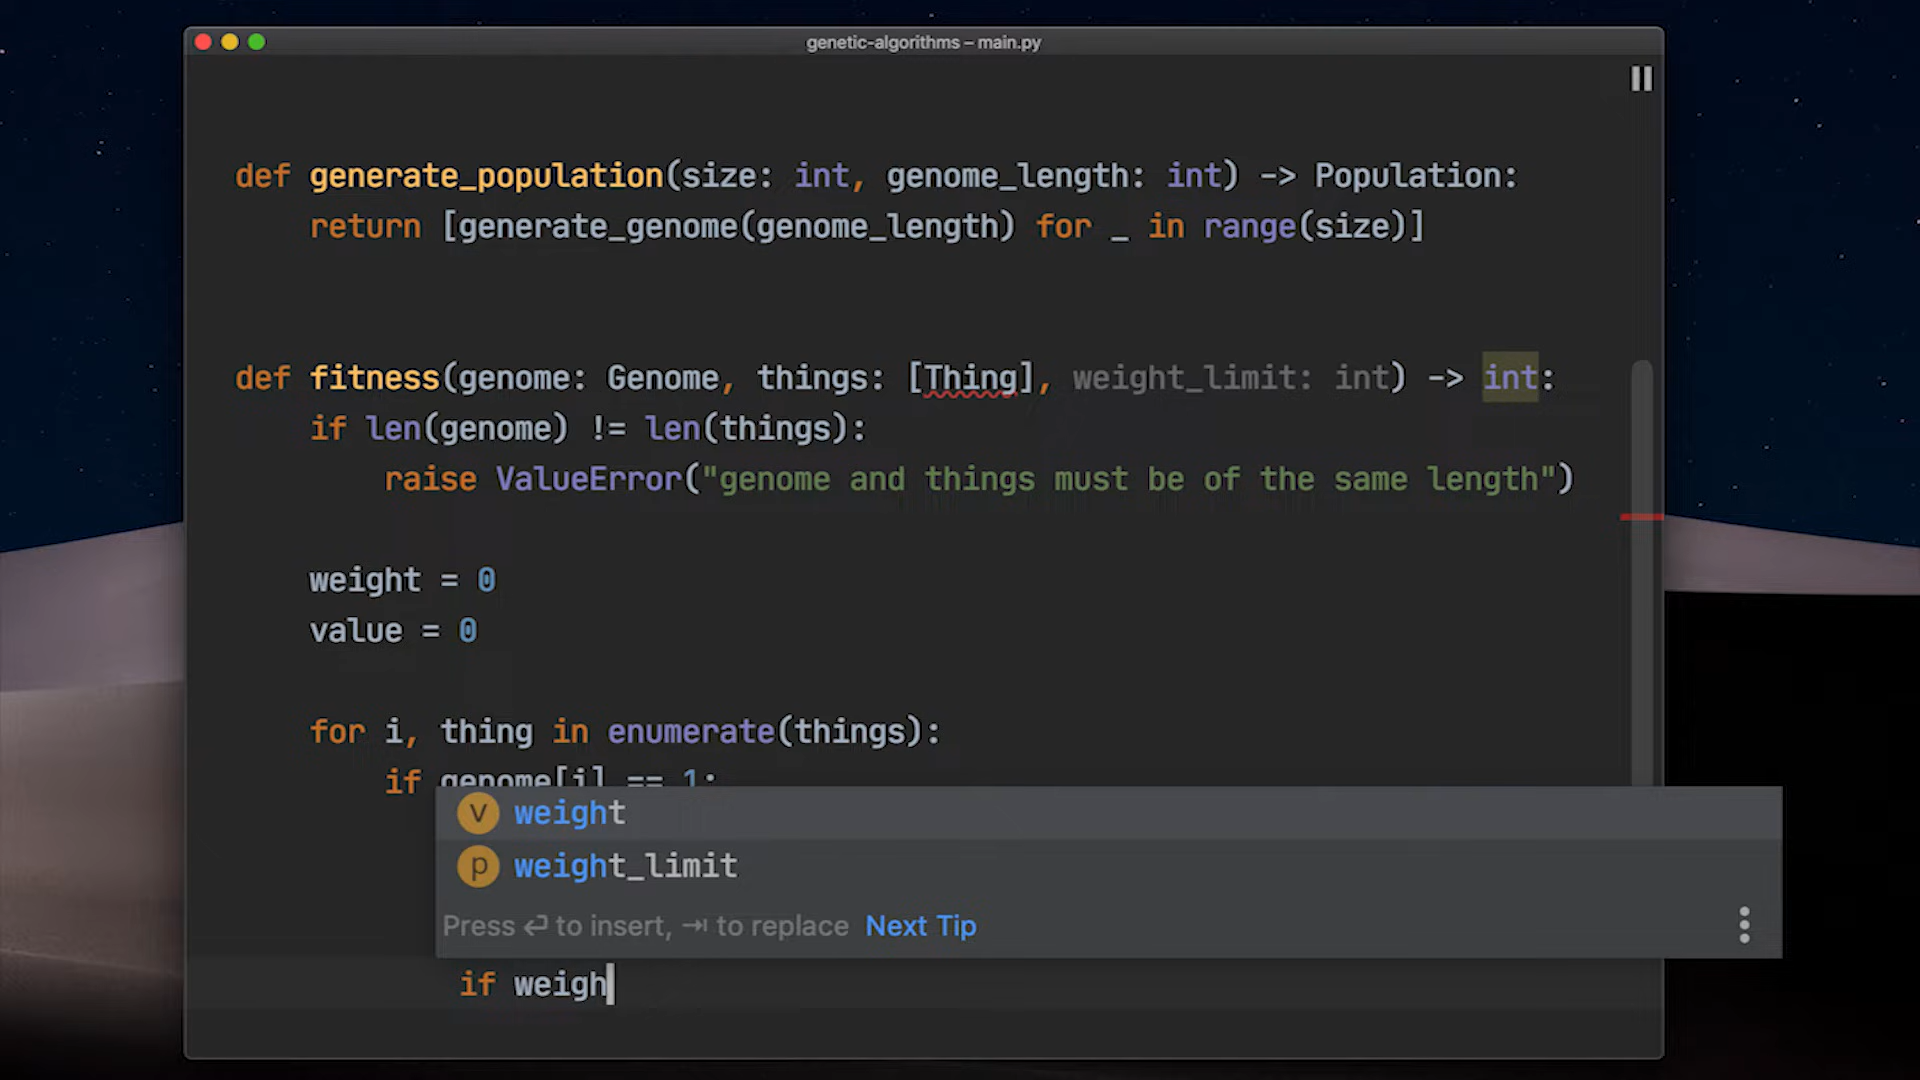 genetic-algorithms – main.py
def generate_population(size: int, genome_length: int) -> Population:
return [generate_genome(genome_length) for _ in range(size)]
def fitness(genome: Genome, things: [Thing], weight_limit: int) -> int:
if len(genome) != len(things):
raise ValueError("genome and things must be of the same length")
weight = 0
value = 0
for i, thing in enumerate(things):
if genome[i] == 1:
v weight
p weight_limit
Press ↵ to insert, ⇥ to replace Next Tip
if weigh